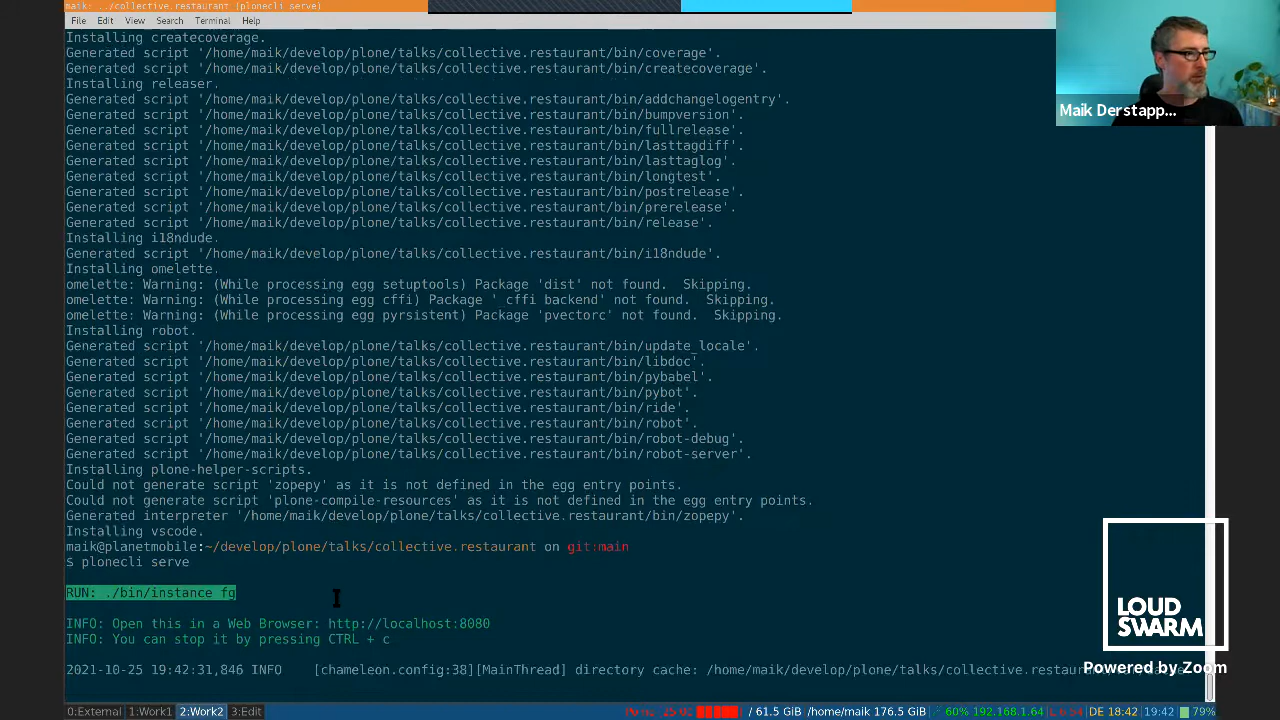 maik: ../collective.restaurant (plonecli serve)
File Edit View Search Terminal Help
Installing createcoverage.
Generated script '/home/maik/develop/plone/talks/collective.restaurant/bin/coverage'.
Generated script '/home/maik/develop/plone/talks/collective.restaurant/bin/createcoverage'.
Installing releaser.
Generated script '/home/maik/develop/plone/talks/collective.restaurant/bin/addchangelogentry'.
Generated script '/home/maik/develop/plone/talks/collective.restaurant/bin/bumpversion'.
Generated script '/home/maik/develop/plone/talks/collective.restaurant/bin/fullrelease'.
Generated script '/home/maik/develop/plone/talks/collective.restaurant/bin/lasttagdiff'.
Generated script '/home/maik/develop/plone/talks/collective.restaurant/bin/lasttaglog'.
Generated script '/home/maik/develop/plone/talks/collective.restaurant/bin/longtest'.
Generated script '/home/maik/develop/plone/talks/collective.restaurant/bin/postrelease'.
Generated script '/home/maik/develop/plone/talks/collective.restaurant/bin/prerelease'.
Generated script '/home/maik/develop/plone/talks/collective.restaurant/bin/release'.
Installing i18ndude.
Generated script '/home/maik/develop/plone/talks/collective.restaurant/bin/i18ndude'.
Installing omelette.
omelette: Warning: (While processing egg setuptools) Package 'dist' not found.  Skipping.
omelette: Warning: (While processing egg cffi) Package '_cffi_backend' not found.  Skipping.
omelette: Warning: (While processing egg pyrsistent) Package 'pvectorc' not found.  Skipping.
Installing robot.
Generated script '/home/maik/develop/plone/talks/collective.restaurant/bin/update_locale'.
Generated script '/home/maik/develop/plone/talks/collective.restaurant/bin/libdoc'.
Generated script '/home/maik/develop/plone/talks/collective.restaurant/bin/pybabel'.
Generated script '/home/maik/develop/plone/talks/collective.restaurant/bin/pybot'.
Generated script '/home/maik/develop/plone/talks/collective.restaurant/bin/ride'.
Generated script '/home/maik/develop/plone/talks/collective.restaurant/bin/robot'.
Generated script '/home/maik/develop/plone/talks/collective.restaurant/bin/robot-debug'.
Generated script '/home/maik/develop/plone/talks/collective.restaurant/bin/robot-server'.
Installing plone-helper-scripts.
Could not generate script 'zopepy' as it is not defined in the egg entry points.
Could not generate script 'plone-compile-resources' as it is not defined in the egg entry points.
Generated interpreter '/home/maik/develop/plone/talks/collective.restaurant/bin/zopepy'.
Installing vscode.
maik@planetmobile:~/develop/plone/talks/collective.restaurant on git:main
$ plonecli serve
RUN: ./bin/instance fg
INFO: Open this in a Web Browser: http://localhost:8080
INFO: You can stop it by pressing CTRL + c
2021-10-25 19:42:31,846 INFO [chameleon.config:38][MainThread] directory cache: /home/maik/develop/plone/talks/collective.restaurant
Maik Derstapp...
LOUD
SWARM
Powered by Zoom
0:External 1:Work1 2:Work2 3:Edit
/ 61.5 GiB /home/maik 176.5 GiB 60% 192.168.1.64 DE 18:42 19:42 79%